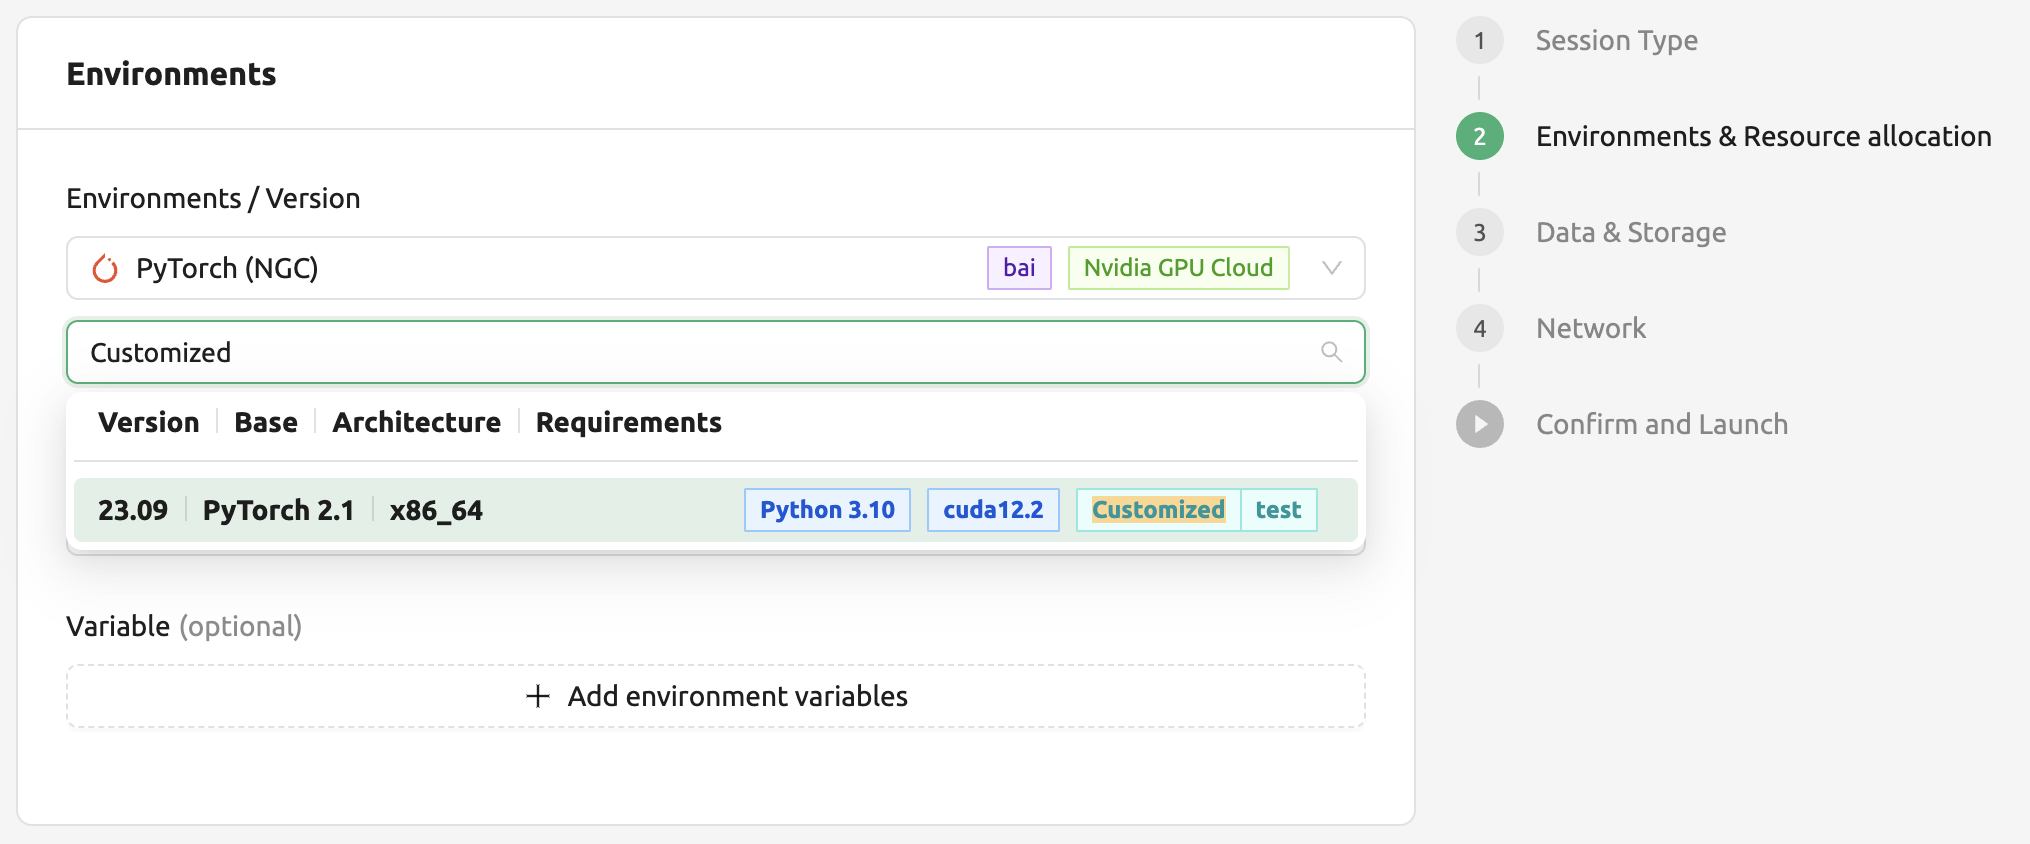 Environments
Environments / Version
PyTorch (NGC) bai Nvidia GPU Cloud
Customized
Version Base Architecture Requirements
23.09 PyTorch 2.1 x86_64 Python 3.10 cuda12.2 Customized test
Variable (optional)
Add environment variables
1 Session Type
2 Environments & Resource allocation
3 Data & Storage
4 Network
Confirm and Launch